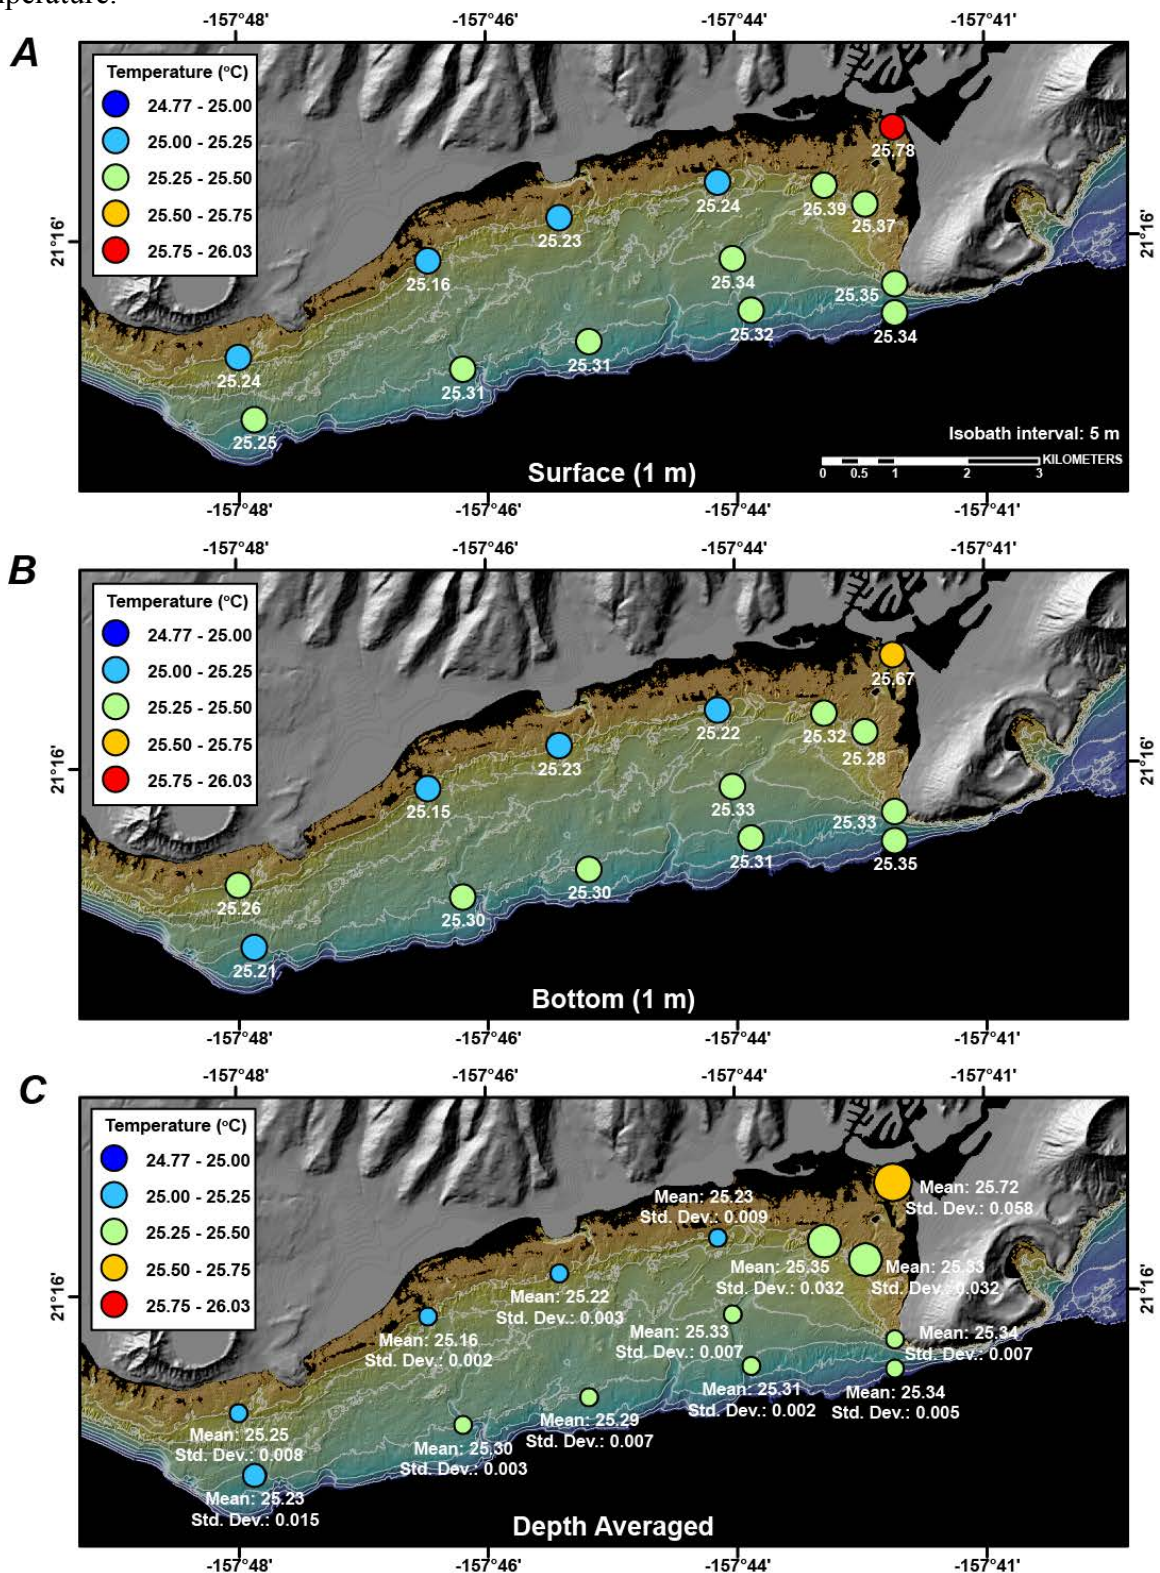 perature.
-157°48' -157°46' -157°44' -157°41'
A
Temperature (°C)
24.77 - 25.00
25.00 - 25.25
25.25 - 25.50
25.50 - 25.75
25.75 - 26.03
21°16'
21°16'
25.78
25.24
25.39
25.37
25.23
25.16
25.34
25.35
25.32
25.34
25.31
25.24
25.31
25.25
Isobath interval: 5 m
KILOMETERS
0 0.5 1 2 3
Surface (1 m)
-157°48' -157°46' -157°44' -157°41'
-157°48' -157°46' -157°44' -157°41'
B
Temperature (°C)
24.77 - 25.00
25.00 - 25.25
25.25 - 25.50
25.50 - 25.75
25.75 - 26.03
21°16'
21°16'
25.67
25.22
25.32
25.28
25.23
25.15
25.33
25.33
25.31
25.35
25.30
25.26
25.30
25.21
Bottom (1 m)
-157°48' -157°46' -157°44' -157°41'
-157°48' -157°46' -157°44' -157°41'
C
Temperature (°C)
24.77 - 25.00
25.00 - 25.25
25.25 - 25.50
25.50 - 25.75
25.75 - 26.03
21°16'
21°16'
Mean: 25.72
Std. Dev.: 0.058
Mean: 25.23
Std. Dev.: 0.009
Mean: 25.35
Std. Dev.: 0.032
Mean: 25.33
Std. Dev.: 0.032
Mean: 25.22
Std. Dev.: 0.003
Mean: 25.16
Std. Dev.: 0.002
Mean: 25.33
Std. Dev.: 0.007
Mean: 25.34
Std. Dev.: 0.007
Mean: 25.31
Std. Dev.: 0.002
Mean: 25.34
Std. Dev.: 0.005
Mean: 25.29
Std. Dev.: 0.007
Mean: 25.25
Std. Dev.: 0.008
Mean: 25.30
Std. Dev.: 0.003
Mean: 25.23
Std. Dev.: 0.015
Depth Averaged
-157°48' -157°46' -157°44' -157°41'